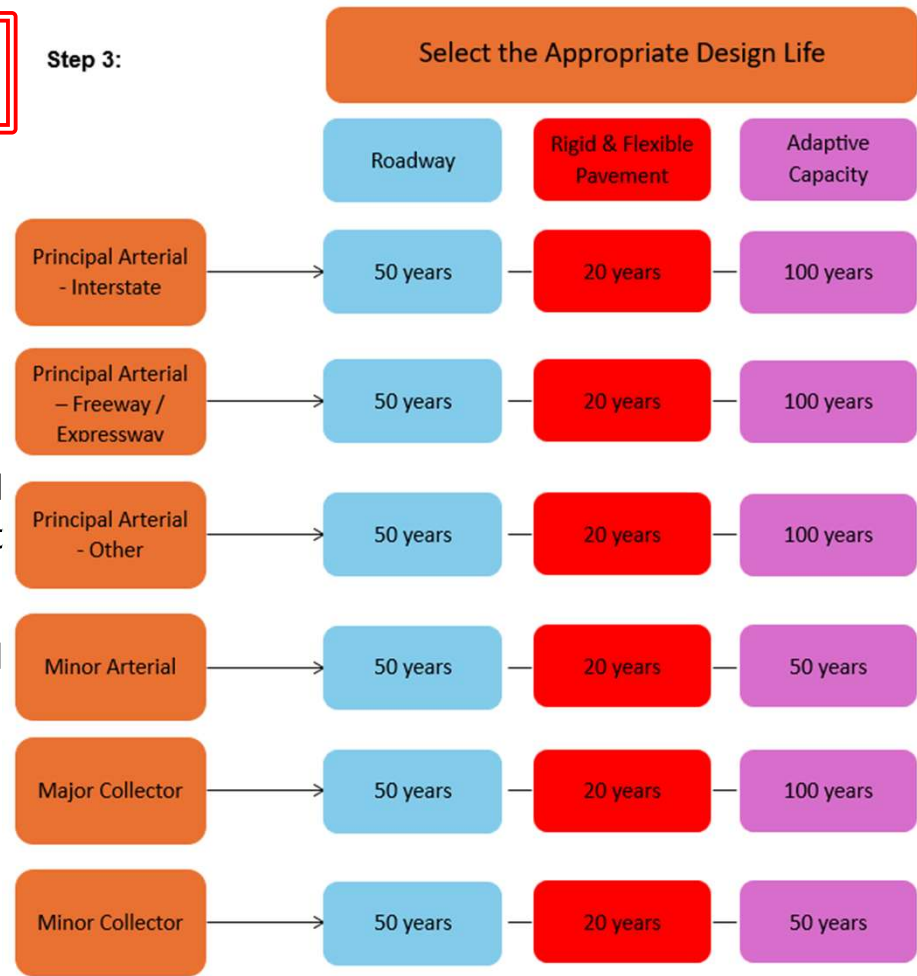 Step 3:
Select the Appropriate Design Life
Roadway
Rigid & Flexible
Pavement
Adaptive
Capacity
Principal Arterial
- Interstate
50 years
20 years
100 years
Principal Arterial
– Freeway /
Expressway
50 years
20 years
100 years
Principal Arterial
- Other
50 years
20 years
100 years
Minor Arterial
50 years
20 years
50 years
Major Collector
50 years
20 years
100 years
Minor Collector
50 years
20 years
50 years